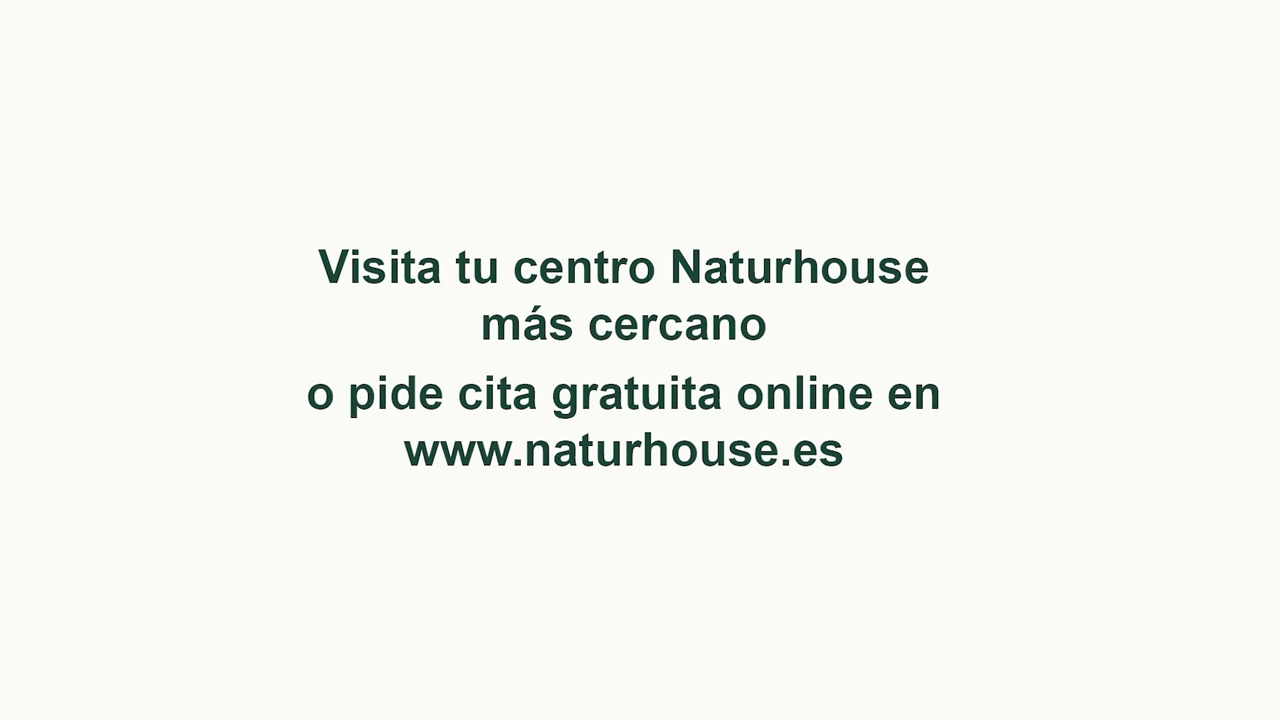 Visita tu centro Naturhouse
más cercano
o pide cita gratuita online en
www.naturhouse.es